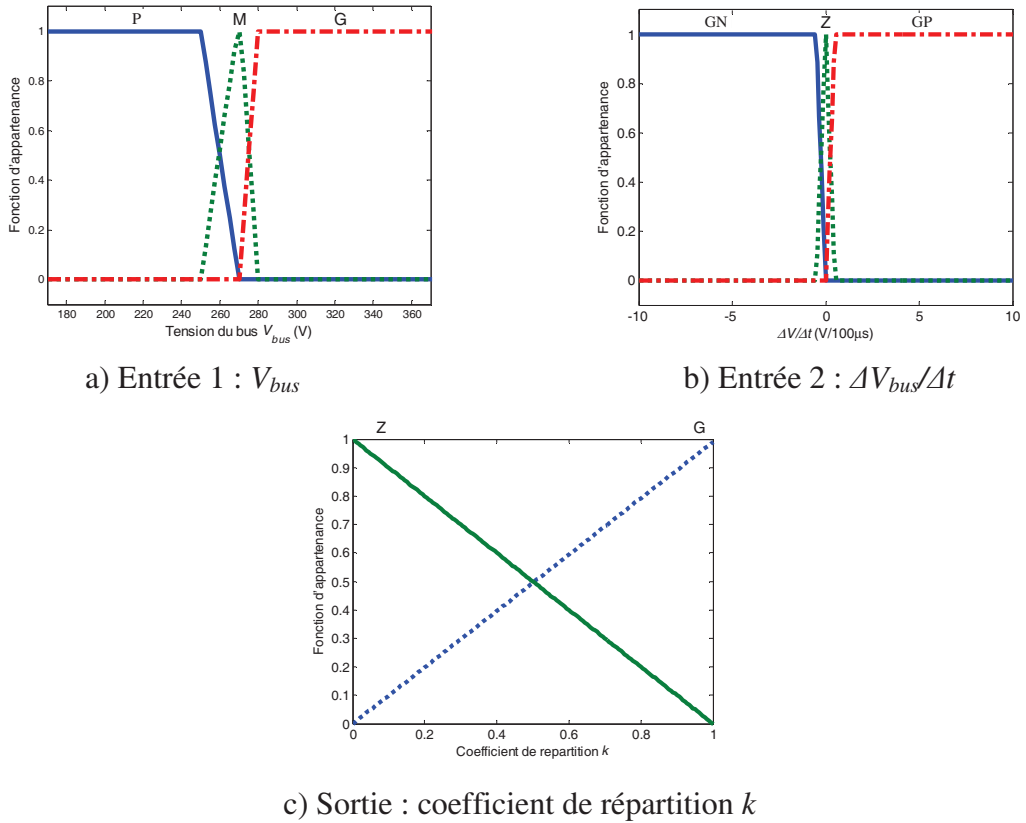 P M G
Fonction d'appartenance
1
0.8
0.6
0.4
0.2
0
180 200 220 240 260 280 300 320 340 360
Tension du bus V_bus (V)
a) Entrée 1 : V_bus
GN Z GP
Fonction d'appartenance
1
0.8
0.6
0.4
0.2
0
-10 -5 0 5 10
ΔV/Δt (V/100µs)
b) Entrée 2 : ΔV_bus/Δt
Z G
Fonction d'appartenance
1
0.9
0.8
0.7
0.6
0.5
0.4
0.3
0.2
0.1
0
0 0.2 0.4 0.6 0.8 1
Coefficient de repartition k
c) Sortie : coefficient de répartition k